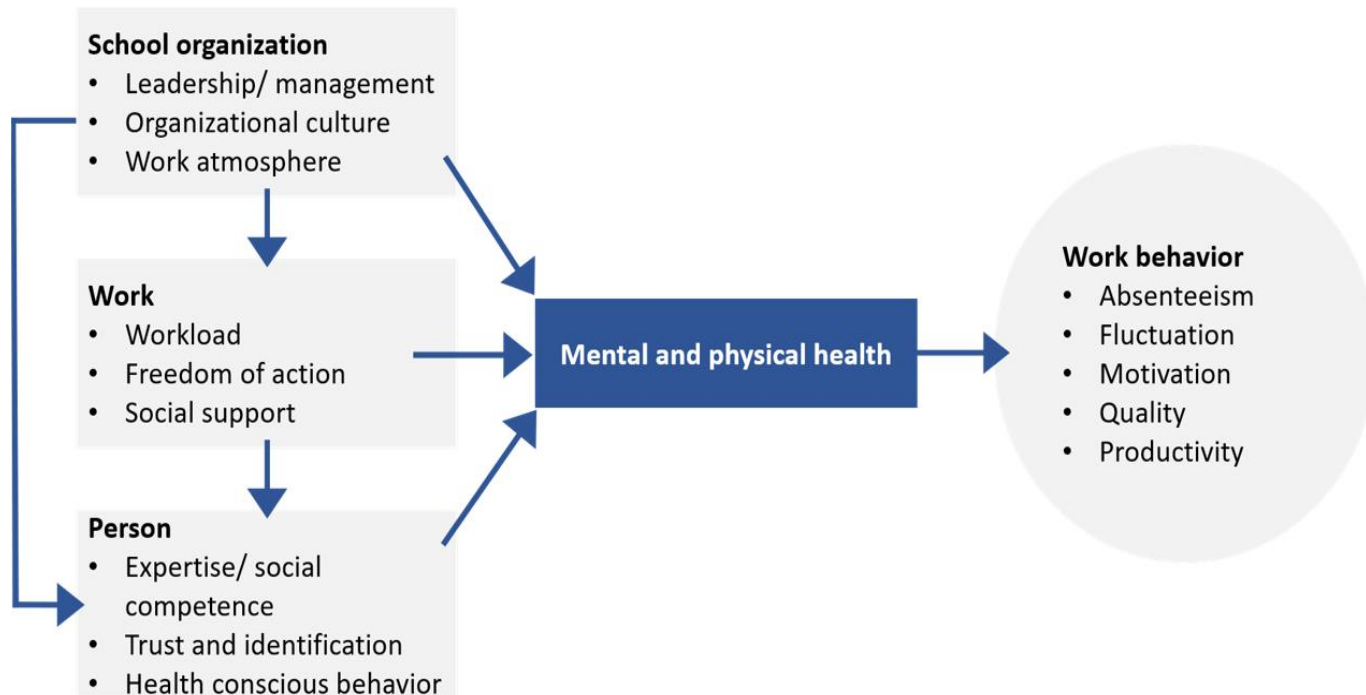 School organization
• Leadership/ management
• Organizational culture
• Work atmosphere
Work
• Workload
• Freedom of action
• Social support
Person
• Expertise/ social
competence
• Trust and identification
• Health conscious behavior
Mental and physical health
Work behavior
• Absenteeism
• Fluctuation
• Motivation
• Quality
• Productivity